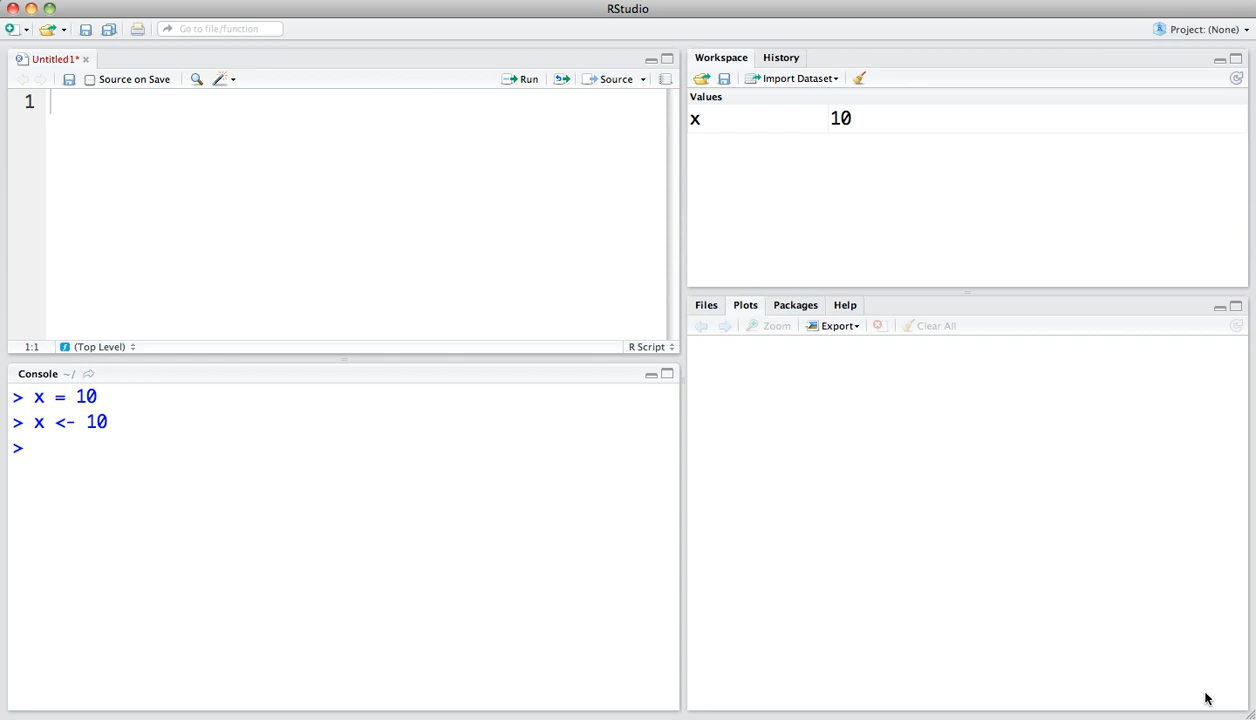 RStudio
Go to file/function
Project: (None)
Untitled1*
Source on Save
Run
Source
1
1:1
(Top Level)
R Script
Console ~/
> x = 10
> x <- 10
>
Workspace
History
Import Dataset
Values
x 10
Files
Plots
Packages
Help
Zoom
Export
Clear All